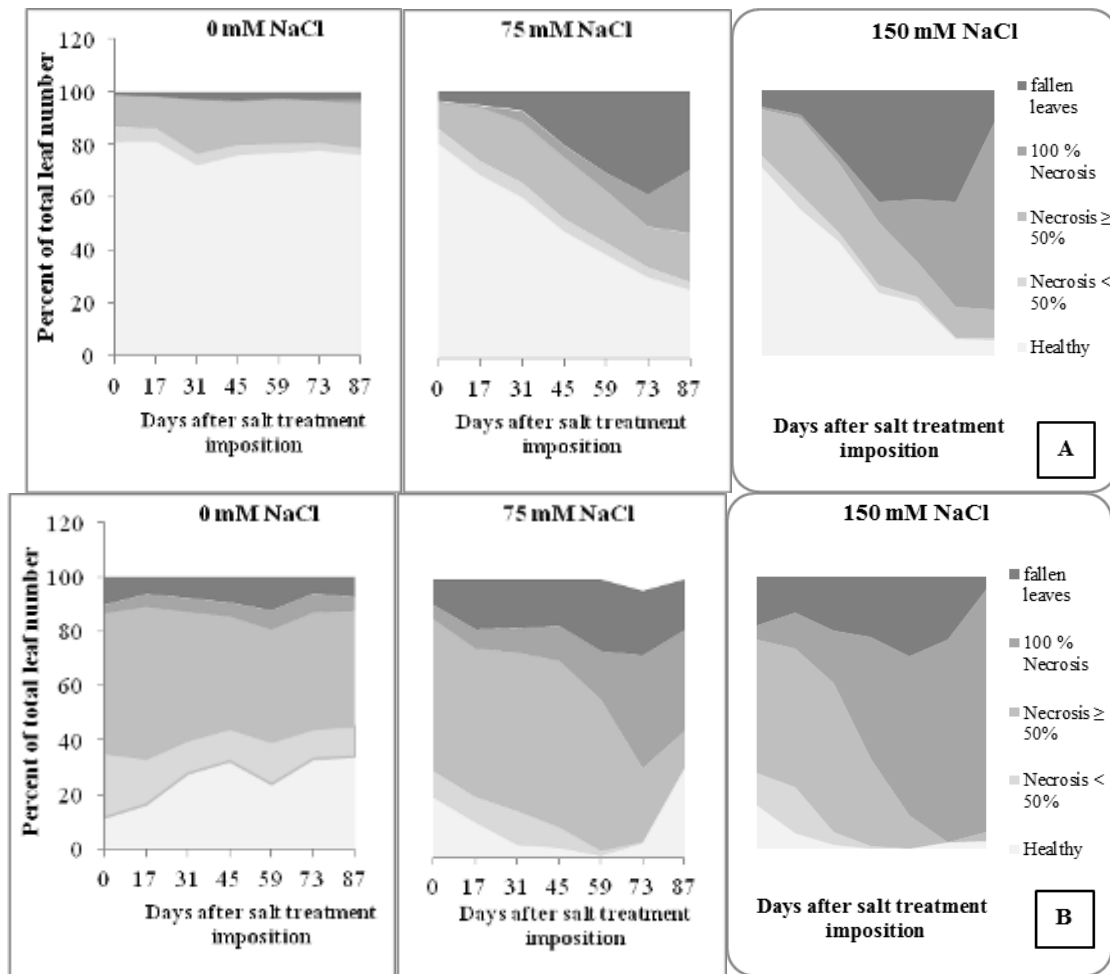 0 mM NaCl
Percent of total leaf number
120
100
80
60
40
20
0
0 17 31 45 59 73 87
Days after salt treatment
imposition
75 mM NaCl
0 17 31 45 59 73 87
Days after salt treatment
imposition
150 mM NaCl
fallen
leaves
100 %
Necrosis
Necrosis ≥
50%
Necrosis <
50%
Healthy
Days after salt treatment
imposition
A
0 mM NaCl
Percent of total leaf number
120
100
80
60
40
20
0
0 17 31 45 59 73 87
Days after salt treatment
imposition
75 mM NaCl
0 17 31 45 59 73 87
Days after salt treatment
imposition
150 mM NaCl
fallen
leaves
100 %
Necrosis
Necrosis ≥
50%
Necrosis <
50%
Healthy
Days after salt treatment
imposition
B